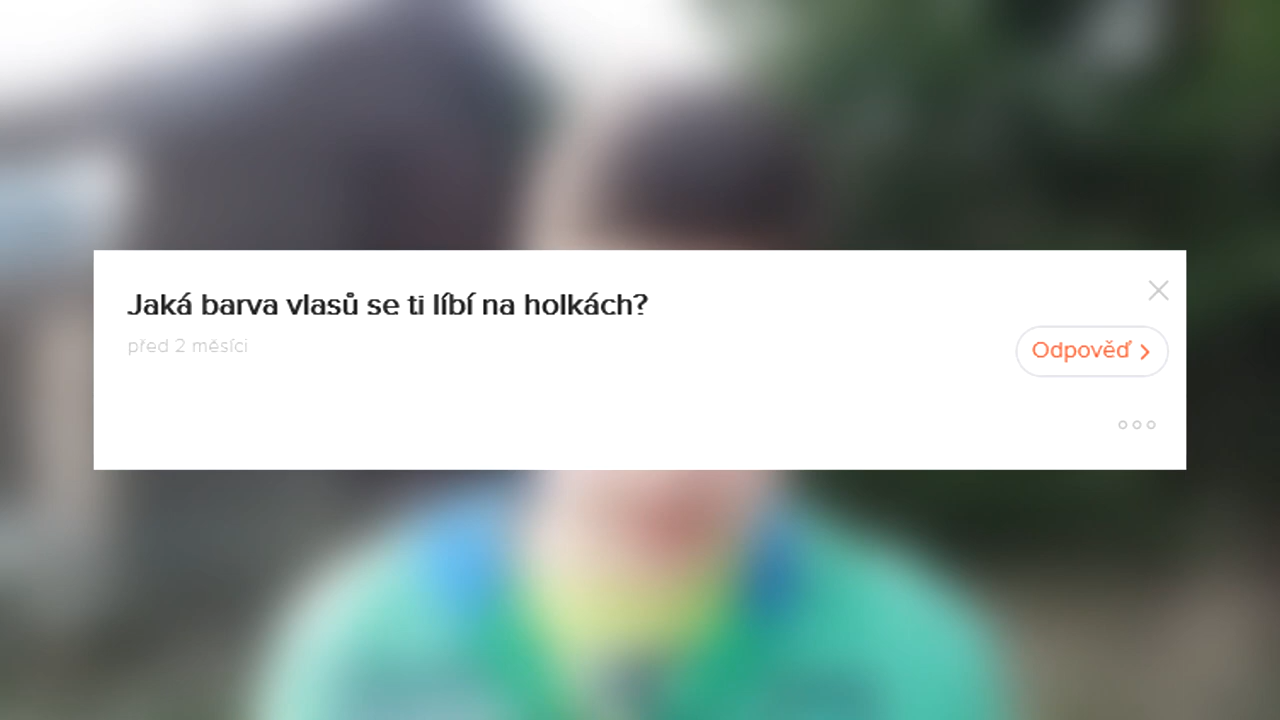 Jaká barva vlasů se ti líbí na holkách?
před 2 měsíci
Odpověď